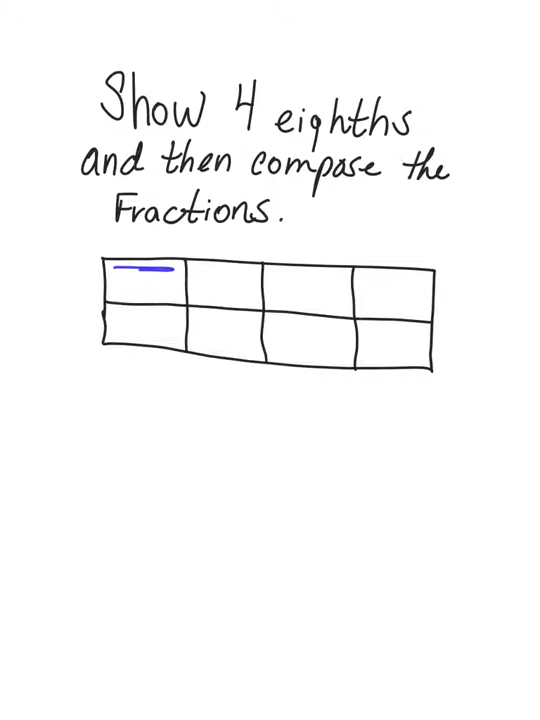 Show 4 eighths
and then compose the
Fractions.